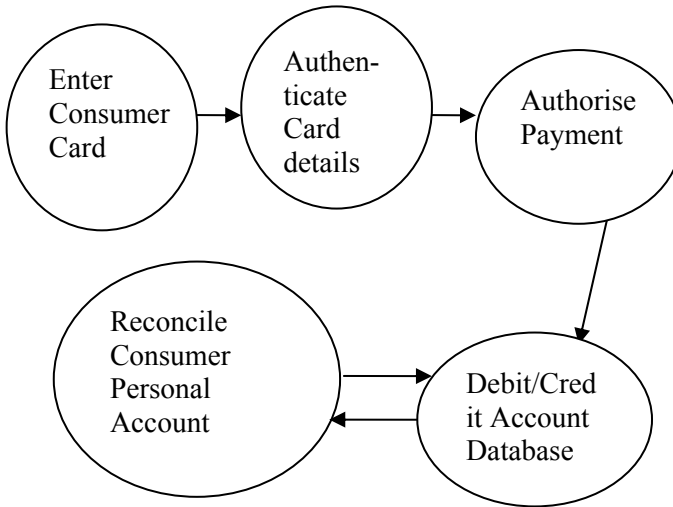 Enter
Consumer
Card
Authen-
ticate
Card
details
Authorise
Payment
Reconcile
Consumer
Personal
Account
Debit/Cred
it Account
Database